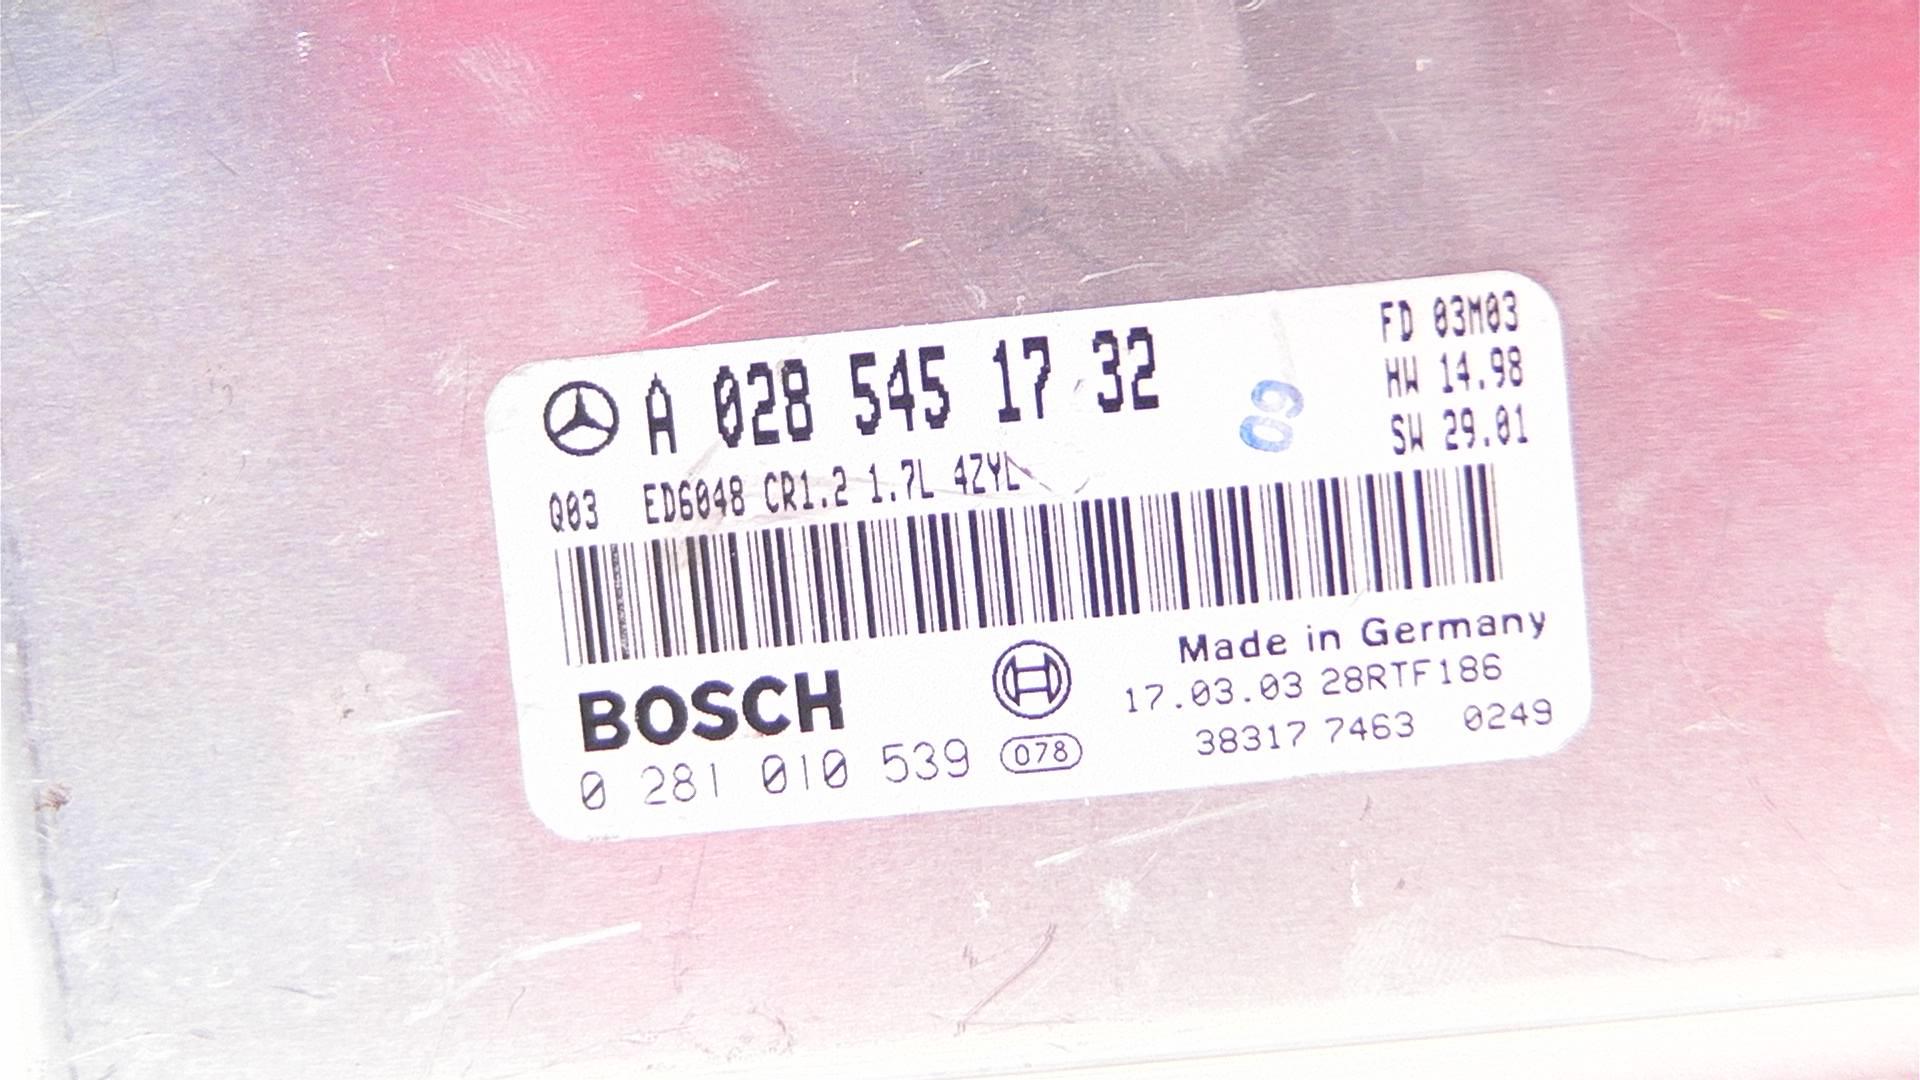 A 028 545 17 32
FD 03M03
HW 14.98
SW 29.01
09
Q03 ED6048 CR1.2 1.7L 4ZYL
Made in Germany
BOSCH
17.03.03 28RTF186
0 281 010 539 078
38317 7463 0249